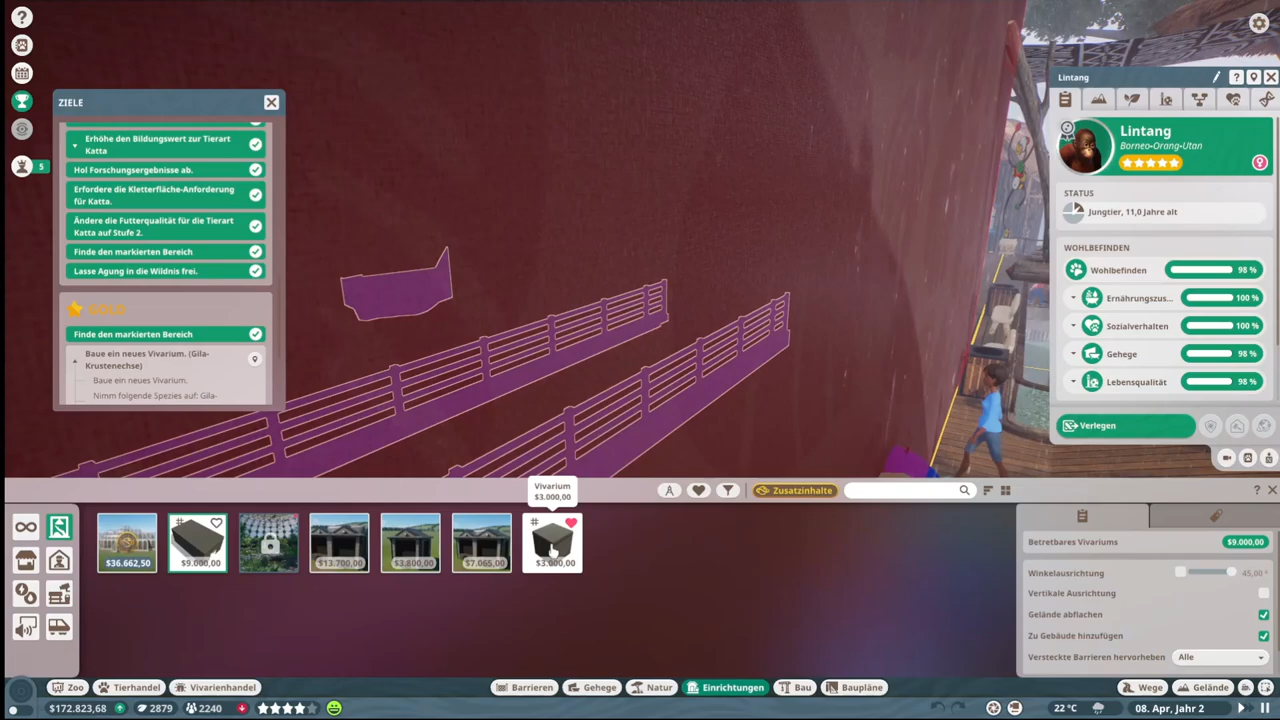 ZIELE
Erhöhe den Bildungswert zur Tierart
Katta
Hol Forschungsergebnisse ab.
Erfordere die Kletterfläche-Anforderung
für Katta.
Ändere die Futterqualität für die Tierart
Katta auf Stufe 2.
Finde den markierten Bereich
Lasse Agung in die Wildnis frei.
GOLD
Finde den markierten Bereich
Baue ein neues Vivarium. (Gila-
Krustenechse)
Baue ein neues Vivarium.
Nimm folgende Spezies auf: Gila-
5
Lintang
Lintang
Borneo-Orang-Utan
STATUS
Jungtier, 11,0 Jahre alt
WOHLBEFINDEN
Wohlbefinden 98 %
Ernährungszus... 100 %
Sozialverhalten 100 %
Gehege 98 %
Lebensqualität 98 %
Verlegen
Vivarium
$3.000,00
Zusatzinhalte
$36.662,50
$9.000,00
$13.700,00
$3.800,00
$7.065,00
$3.000,00
Betretbares Vivariums $9.000,00
Winkelausrichtung 45,00 °
Vertikale Ausrichtung
Gelände abflachen
Zu Gebäude hinzufügen
Versteckte Barrieren hervorheben Alle
Zoo Tierhandel Vivarienhandel Barrieren Gehege Natur Einrichtungen Bau Baupläne Wege Gelände
$172.823,68 2879 2240 22 °C 08. Apr, Jahr 2